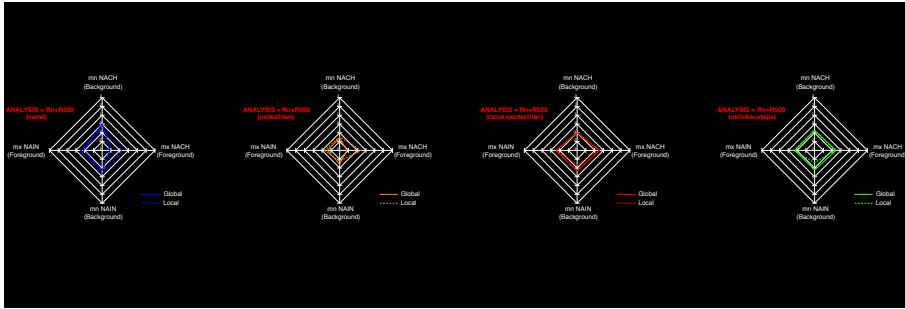 mn NACH
(Background)
ANALYSIS = Rn+R500
(canal)
mx NAIN
(Foreground)
mx NACH
(Foreground)
Global
Local
mn NAIN
(Background)
mn NACH
(Background)
ANALYSIS = Rn+R500
(pedestrian)
mx NAIN
(Foreground)
mx NACH
(Foreground)
Global
Local
mn NAIN
(Background)
mn NACH
(Background)
ANALYSIS = Rn+R500
(canal+pedestrian)
mx NAIN
(Foreground)
mx NACH
(Foreground)
Global
Local
mn NAIN
(Background)
mn NACH
(Background)
ANALYSIS = Rn+R500
(unlinks+steps)
mx NAIN
(Foreground)
mx NACH
(Foreground)
Global
Local
mn NAIN
(Background)